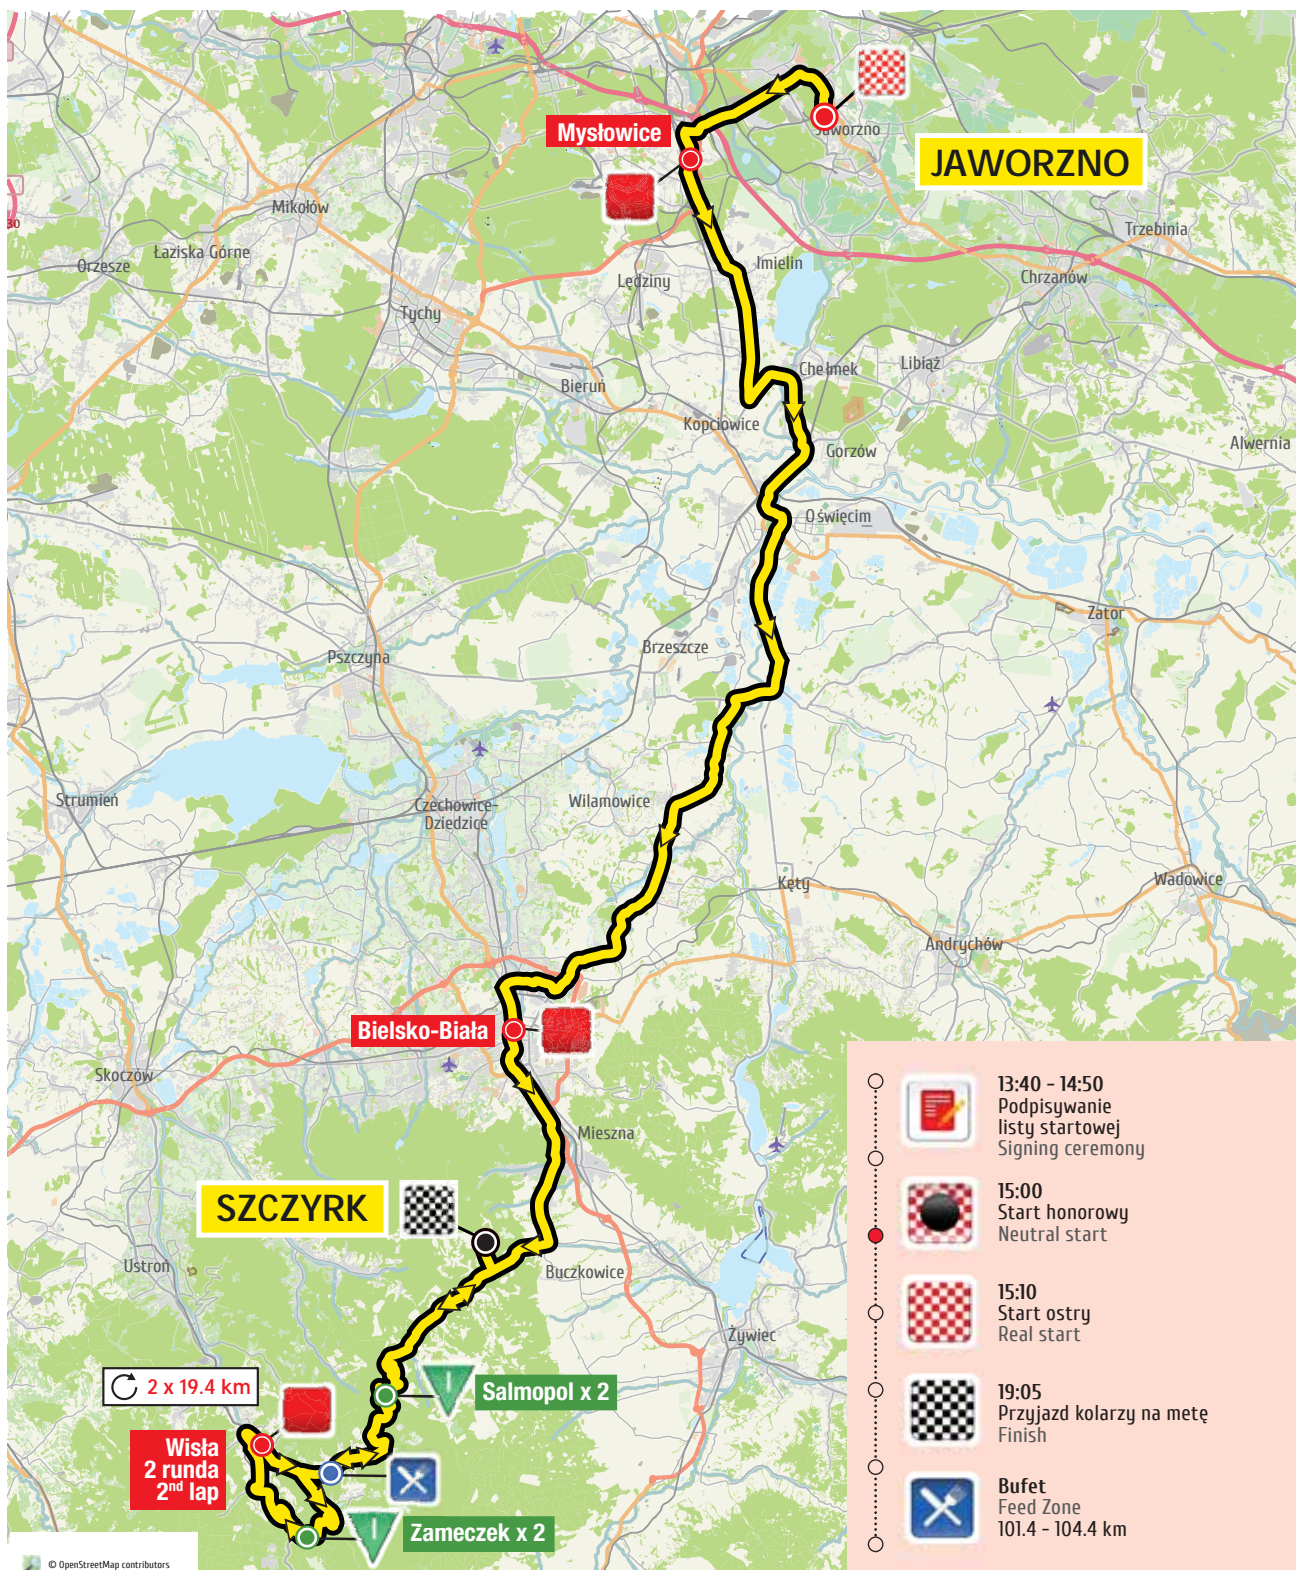 Mysłowice
Jaworzno
JAWORZNO
Mikołów
30
Łaziska Górne
Orzesze
Trzebinia
Imielin
Lędziny
Chrzanów
Tychy
Chełmek
Libiąż
Bieruń
Kopciowice
Gorzów
Alwernia
Oświęcim
Zator
Brzeszcze
Pszczyna
Strumień
Wilamowice
Czechowice-
Dziedzice
Kęty
Wadowice
Andrychów
Bielsko-Biała
Skoczów
Mieszna
SZCZYRK
Ustroń
Buczkowice
Żywiec
2 x 19.4 km
Salmopol x 2
Wisła
2 runda
2nd lap
Zameczek x 2
13:40 - 14:50
Podpisywanie
listy startowej
Signing ceremony
15:00
Start honorowy
Neutral start
15:10
Start ostry
Real start
19:05
Przyjazd kolarzy na metę
Finish
Bufet
Feed Zone
101.4 - 104.4 km
© OpenStreetMap contributors